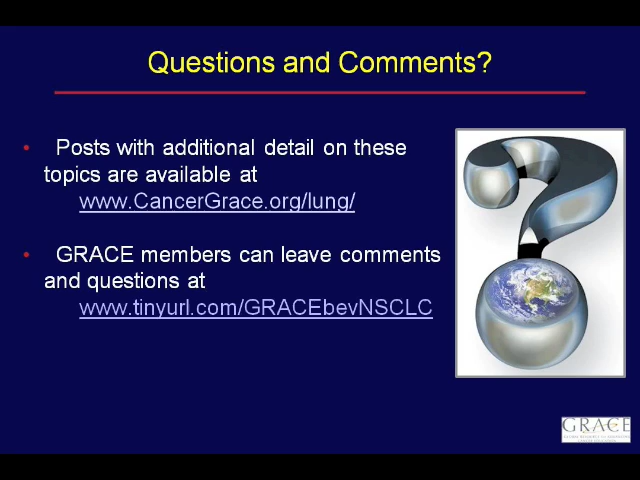 Questions and Comments?
• Posts with additional detail on these
topics are available at
www.CancerGrace.org/lung/
• GRACE members can leave comments
and questions at
www.tinyurl.com/GRACEbevNSCLC
GRACE